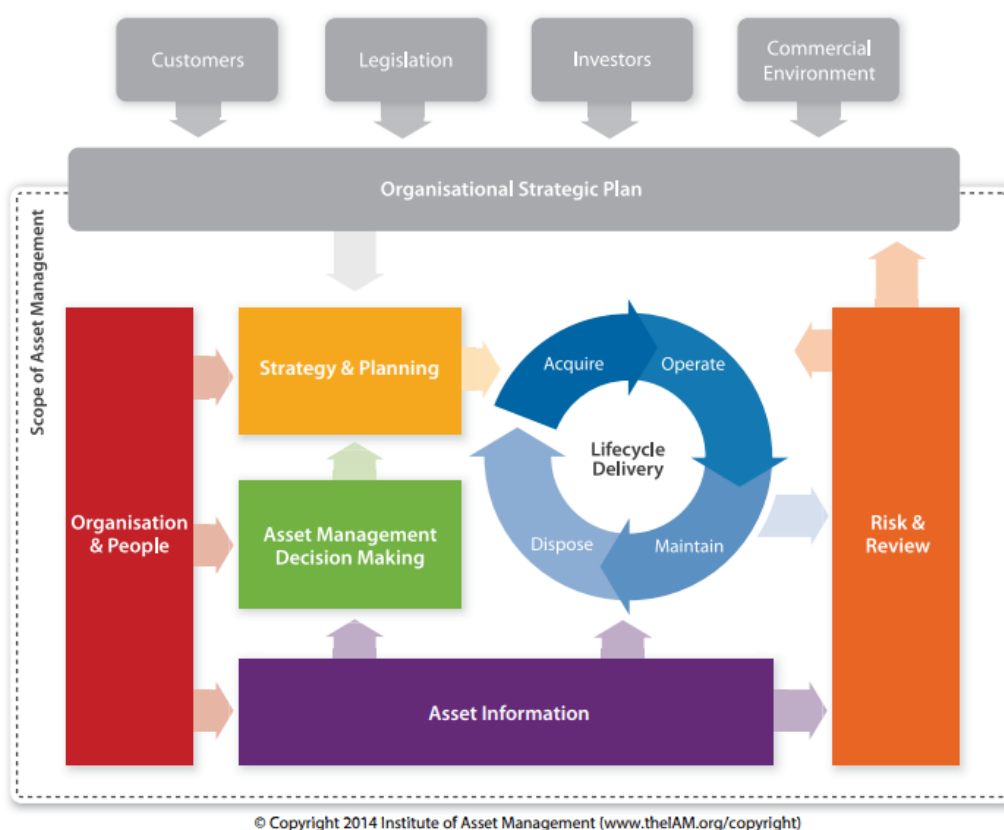 Customers
Legislation
Investors
Commercial
Environment
Organisational Strategic Plan
Scope of Asset Management
Strategy & Planning
Acquire
Operate
Lifecycle
Delivery
Organisation
& People
Asset Management
Decision Making
Dispose
Maintain
Risk &
Review
Asset Information
© Copyright 2014 Institute of Asset Management (www.theIAM.org/copyright)